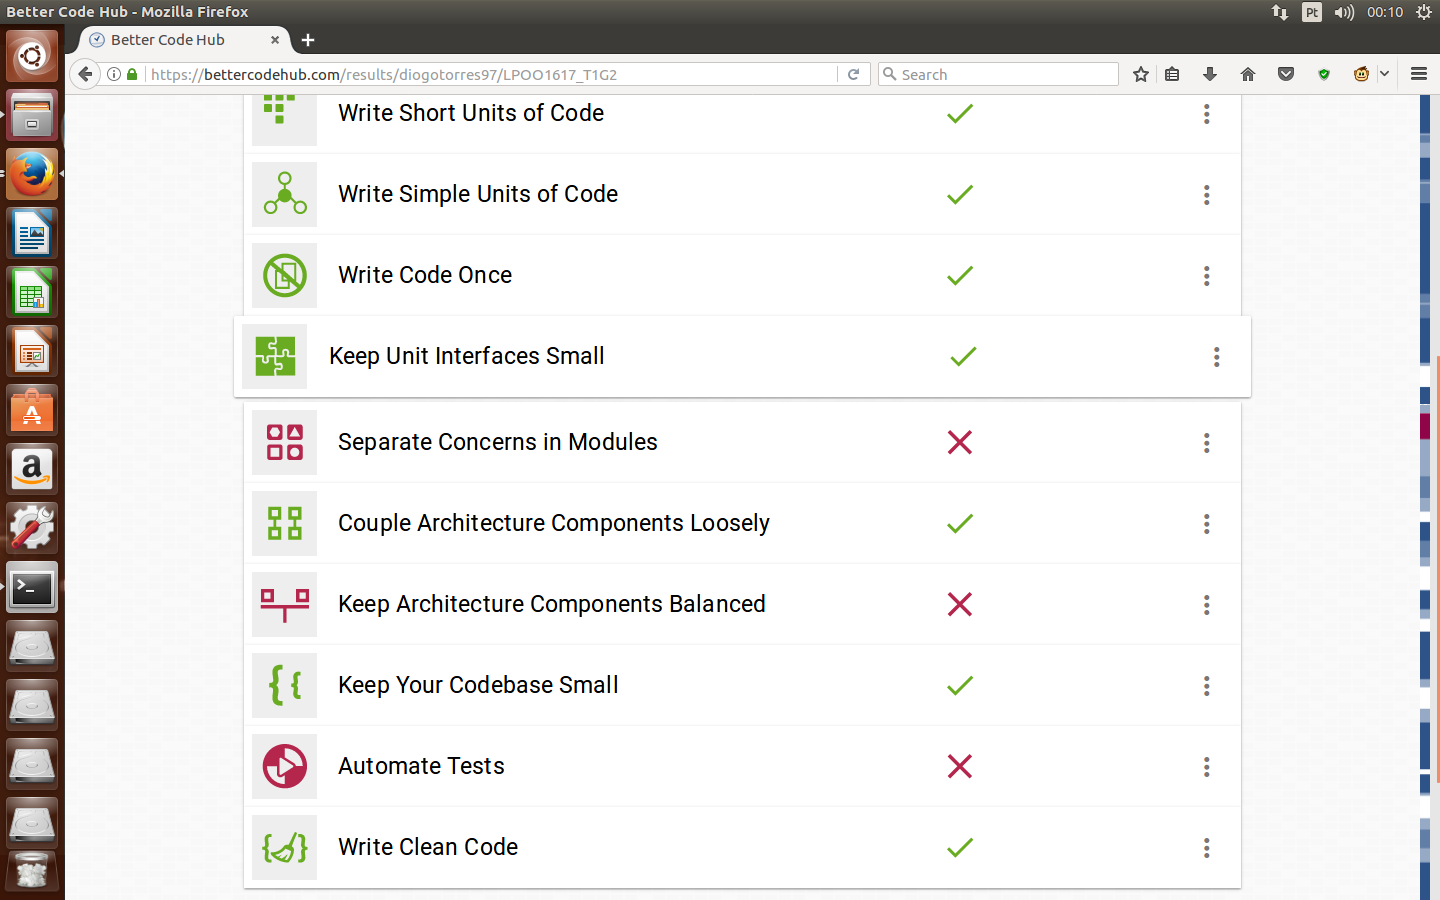 Better Code Hub - Mozilla Firefox
Pt
00:10
Better Code Hub
https://bettercodehub.com/results/diogotorres97/LPOO1617_T1G2
Search
Write Short Units of Code
Write Simple Units of Code
Write Code Once
Keep Unit Interfaces Small
Separate Concerns in Modules
Couple Architecture Components Loosely
Keep Architecture Components Balanced
Keep Your Codebase Small
Automate Tests
Write Clean Code